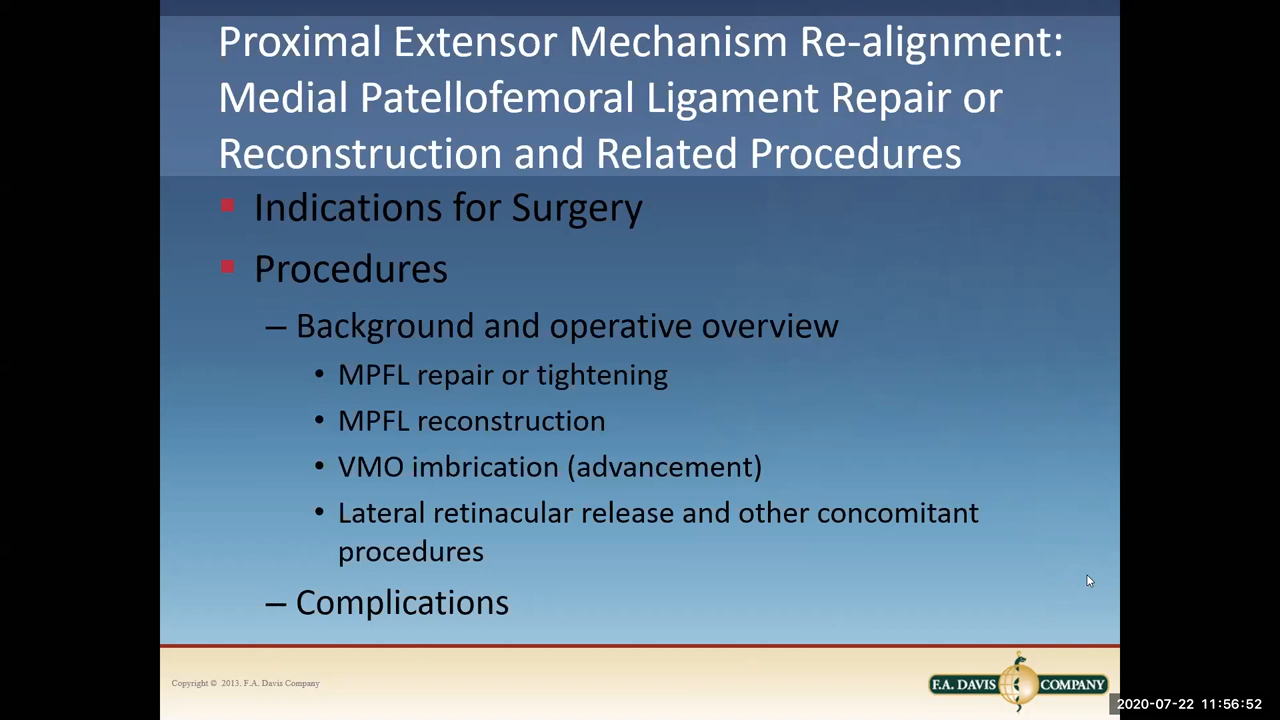 Proximal Extensor Mechanism Re-alignment:
Medial Patellofemoral Ligament Repair or
Reconstruction and Related Procedures
▪ Indications for Surgery
▪ Procedures
– Background and operative overview
• MPFL repair or tightening
• MPFL reconstruction
• VMO imbrication (advancement)
• Lateral retinacular release and other concomitant
procedures
– Complications
Copyright © 2013. F.A. Davis Company
F.A. DAVIS COMPANY
2020-07-22 11:56:52